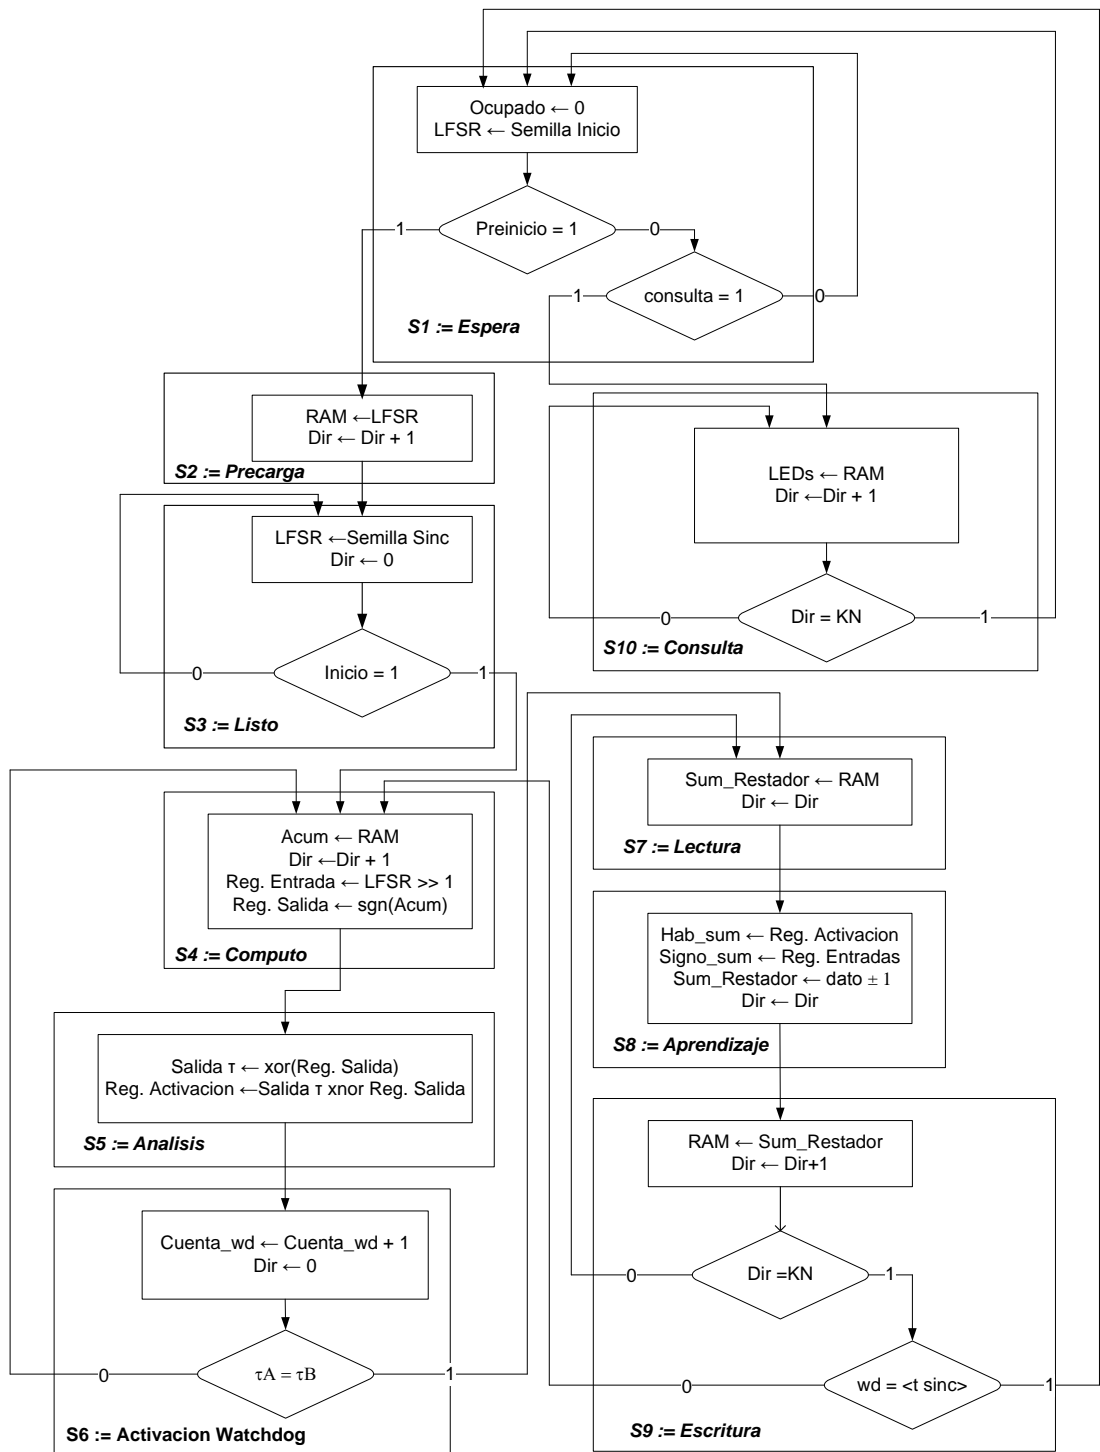 Ocupado ← 0
LFSR ← Semilla Inicio
Preinicio = 1
1
0
consulta = 1
1
0
S1 := Espera
RAM ←LFSR
Dir ← Dir + 1
S2 := Precarga
LEDs ← RAM
Dir ←Dir + 1
Dir = KN
0
1
S10 := Consulta
LFSR ←Semilla Sinc
Dir ← 0
Inicio = 1
0
1
S3 := Listo
Acum ← RAM
Dir ←Dir + 1
Reg. Entrada ← LFSR >> 1
Reg. Salida ← sgn(Acum)
S4 := Computo
Salida τ ← xor(Reg. Salida)
Reg. Activacion ←Salida τ xnor Reg. Salida
S5 := Analisis
Cuenta_wd ← Cuenta_wd + 1
Dir ← 0
τA = τB
0
1
S6 := Activacion Watchdog
Sum_Restador ← RAM
Dir ← Dir
S7 := Lectura
Hab_sum ← Reg. Activacion
Signo_sum ← Reg. Entradas
Sum_Restador ← dato ± 1
Dir ← Dir
S8 := Aprendizaje
RAM ← Sum_Restador
Dir ← Dir+1
Dir =KN
0
1
wd = <t sinc>
0
1
S9 := Escritura